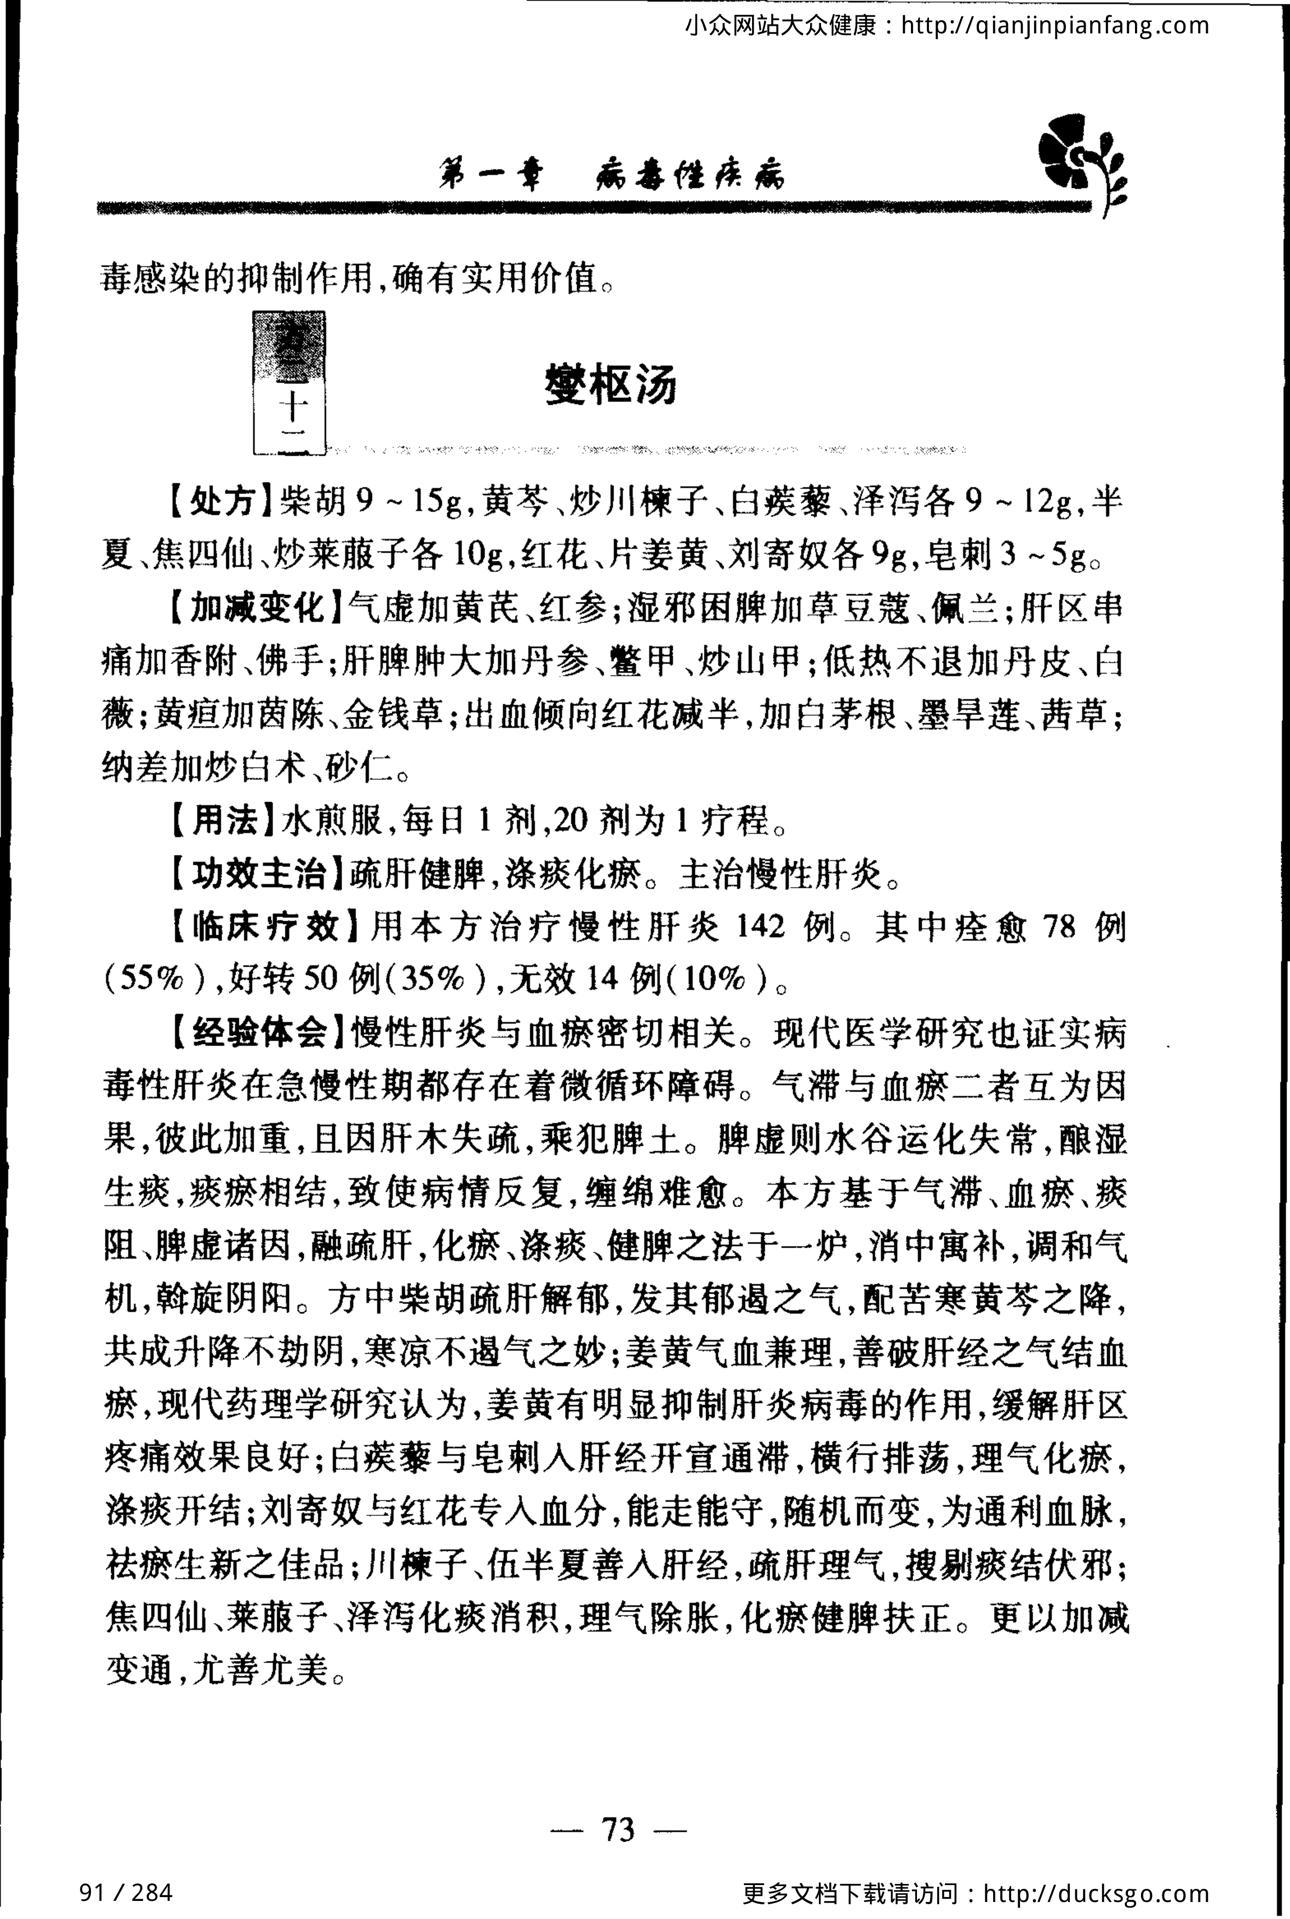 小众网站大众健康：http://qianjinpianfang.com
第一章 病毒性疾病
毒感染的抑制作用,确有实用价值。
方
二
十
二
燮枢汤
【处方】柴胡9~15g,黄芩、炒川楝子、白蒺藜、泽泻各9~12g,半
夏、焦四仙、炒莱菔子各10g,红花、片姜黄、刘寄奴各9g,皂刺3~5g。
【加减变化】气虚加黄芪、红参;湿邪困脾加草豆蔻、佩兰;肝区串
痛加香附、佛手;肝脾肿大加丹参、鳖甲、炒山甲;低热不退加丹皮、白
薇;黄疸加茵陈、金钱草;出血倾向红花减半,加白茅根、墨旱莲、茜草;
纳差加炒白术、砂仁。
【用法】水煎服,每日1剂,20剂为1疗程。
【功效主治】疏肝健脾,涤痰化瘀。主治慢性肝炎。
【临床疗效】用本方治疗慢性肝炎142例。其中痊愈78例
(55%),好转50例(35%),无效14例(10%)。
【经验体会】慢性肝炎与血瘀密切相关。现代医学研究也证实病
毒性肝炎在急慢性期都存在着微循环障碍。气滞与血瘀二者互为因
果,彼此加重,且因肝木失疏,乘犯脾土。脾虚则水谷运化失常,酿湿
生痰,痰瘀相结,致使病情反复,缠绵难愈。本方基于气滞、血瘀、痰
阻、脾虚诸因,融疏肝,化瘀、涤痰、健脾之法于一炉,消中寓补,调和气
机,斡旋阴阳。方中柴胡疏肝解郁,发其郁遏之气,配苦寒黄芩之降,
共成升降不劫阴,寒凉不遏气之妙;姜黄气血兼理,善破肝经之气结血
瘀,现代药理学研究认为,姜黄有明显抑制肝炎病毒的作用,缓解肝区
疼痛效果良好;白蒺藜与皂刺入肝经开宣通滞,横行排荡,理气化瘀,
涤痰开结;刘寄奴与红花专入血分,能走能守,随机而变,为通利血脉,
祛瘀生新之佳品;川楝子、伍半夏善入肝经,疏肝理气,搜剔痰结伏邪;
焦四仙、莱菔子、泽泻化痰消积,理气除胀,化瘀健脾扶正。更以加减
变通,尤善尤美。
— 73 —
91 / 284
更多文档下载请访问：http://ducksgo.com